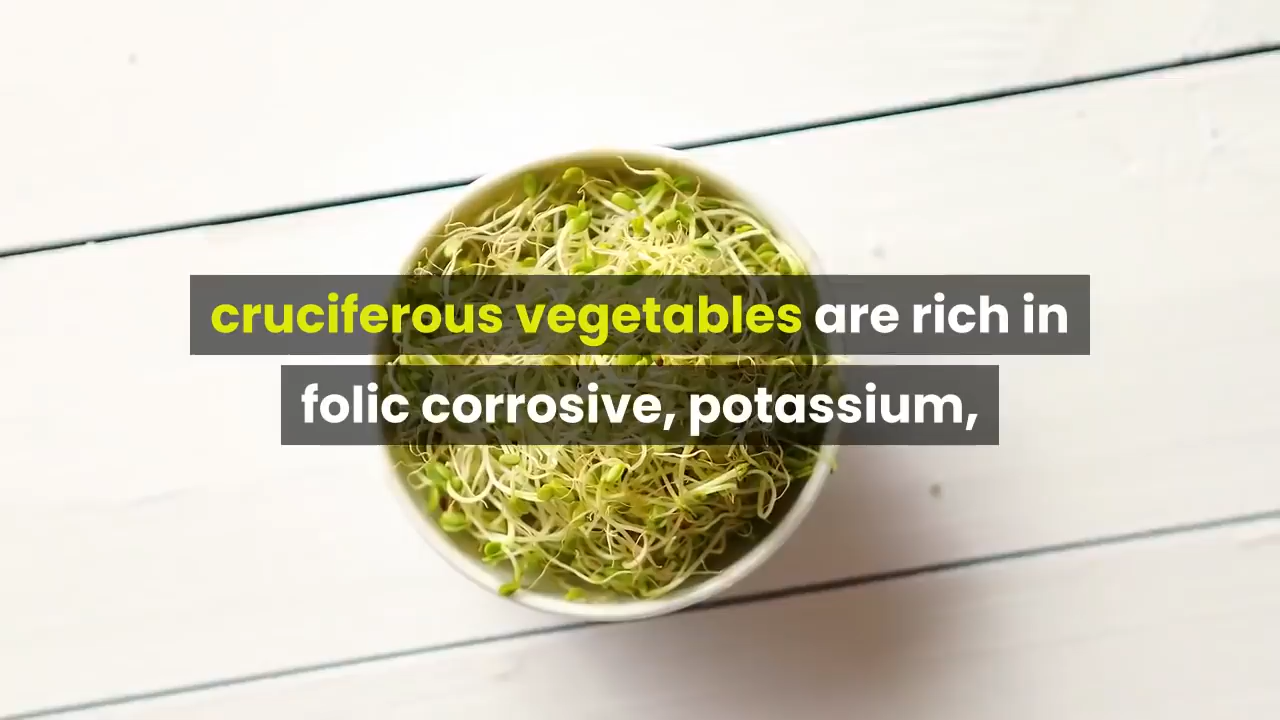 cruciferous vegetables are rich in
folic corrosive, potassium,